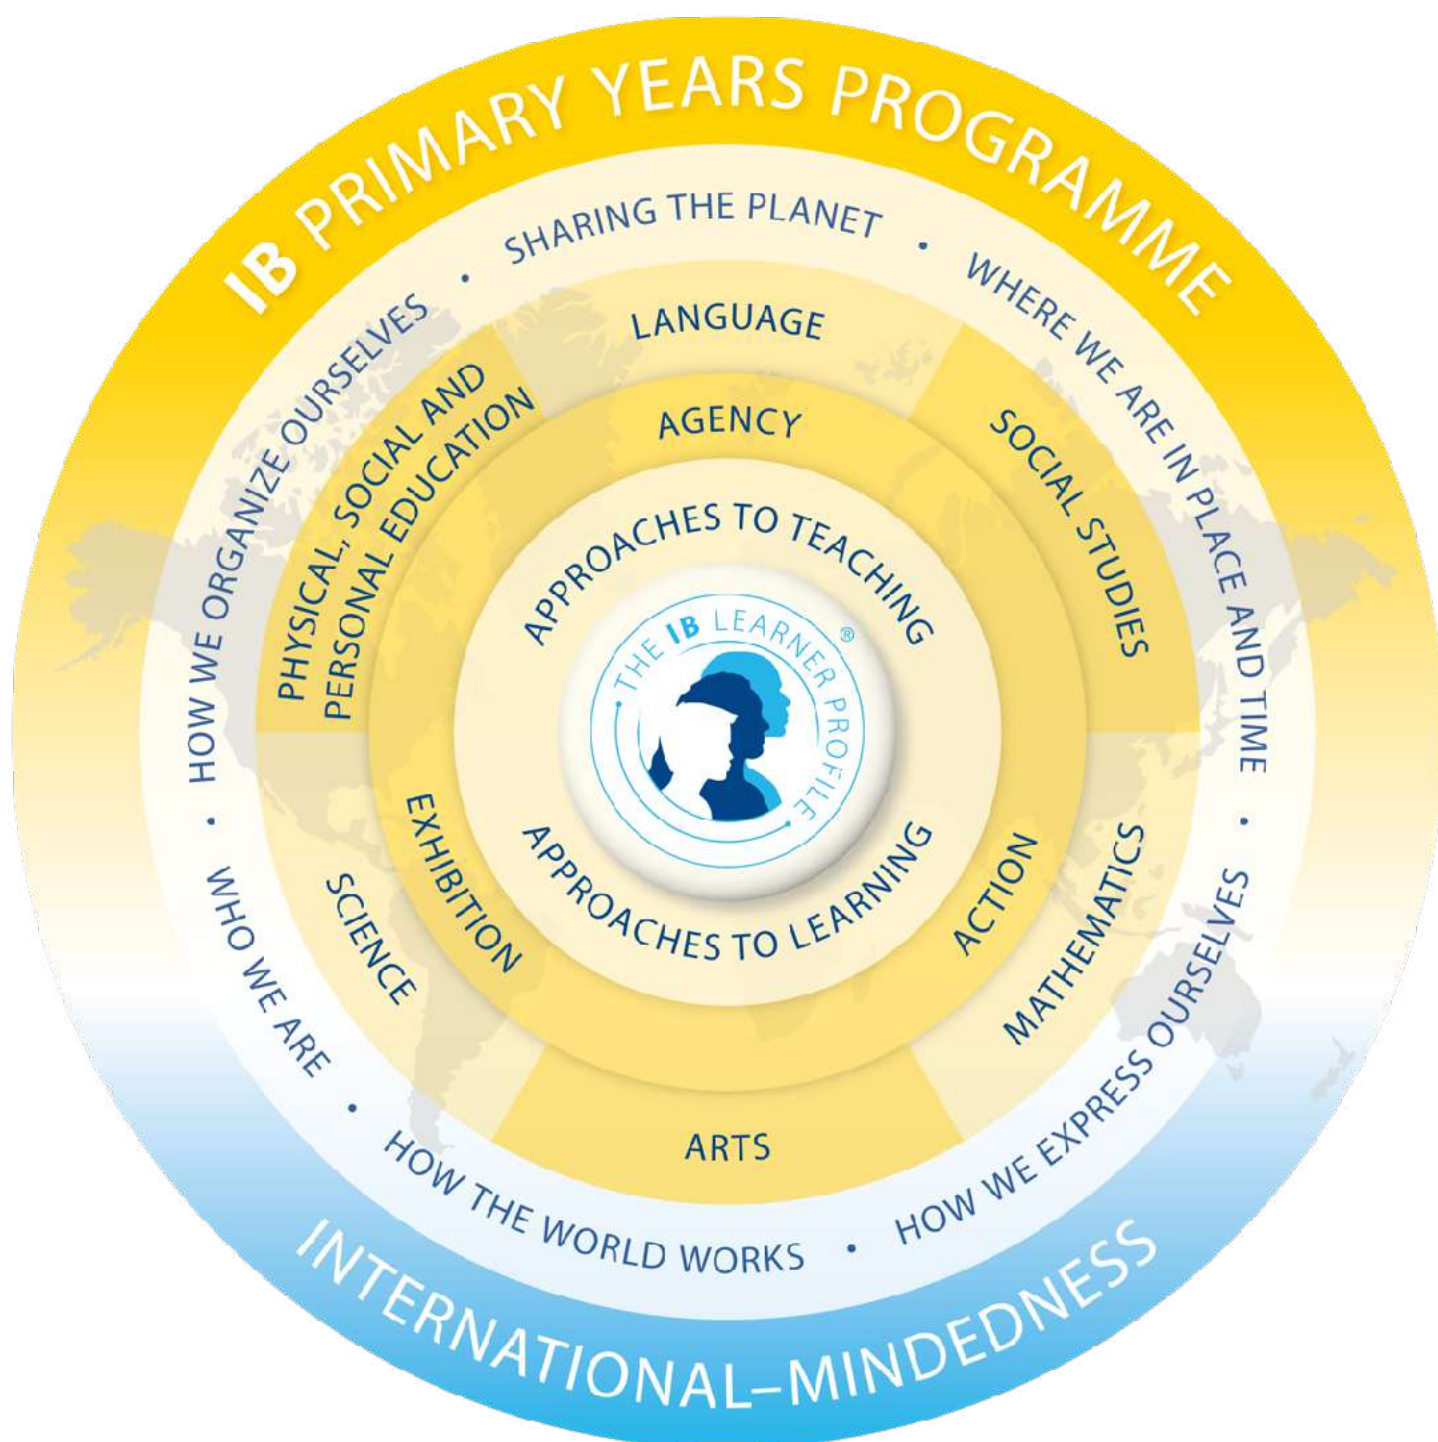 IB PRIMARY YEARS PROGRAMME
SHARING THE PLANET
•
WHERE WE ARE IN PLACE AND TIME
•
HOW WE EXPRESS OURSELVES
•
HOW THE WORLD WORKS
•
WHO WE ARE
•
HOW WE ORGANIZE OURSELVES
•
LANGUAGE
SOCIAL STUDIES
MATHEMATICS
ARTS
SCIENCE
PHYSICAL, SOCIAL AND
PERSONAL EDUCATION
AGENCY
ACTION
EXHIBITION
APPROACHES TO TEACHING
APPROACHES TO LEARNING
• THE IB LEARNER PROFILE •
®
INTERNATIONAL–MINDEDNESS